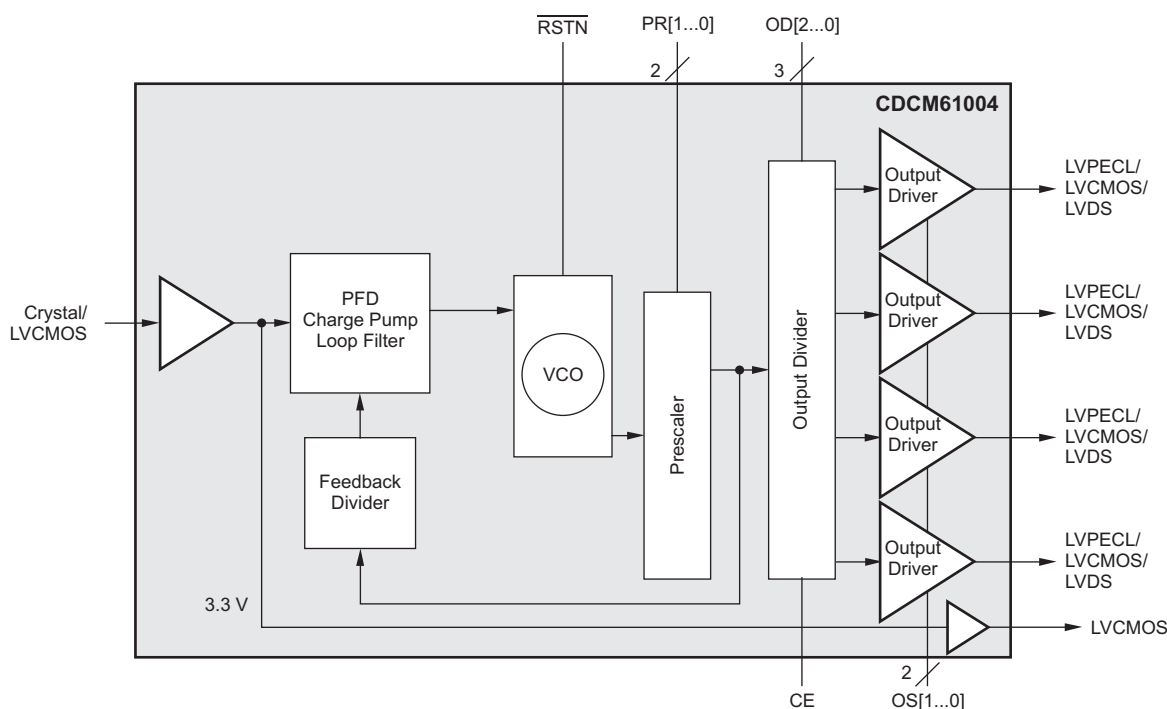 RSTN
PR[1...0]
OD[2...0]
2
3
CDCM61004
Output
Driver
LVPECL/
LVCMOS/
LVDS
Output
Driver
LVPECL/
LVCMOS/
LVDS
Crystal/
LVCMOS
PFD
Charge Pump
Loop Filter
VCO
Prescaler
Output Divider
Feedback
Divider
Output
Driver
LVPECL/
LVCMOS/
LVDS
Output
Driver
LVPECL/
LVCMOS/
LVDS
3.3 V
LVCMOS
2
CE
OS[1...0]